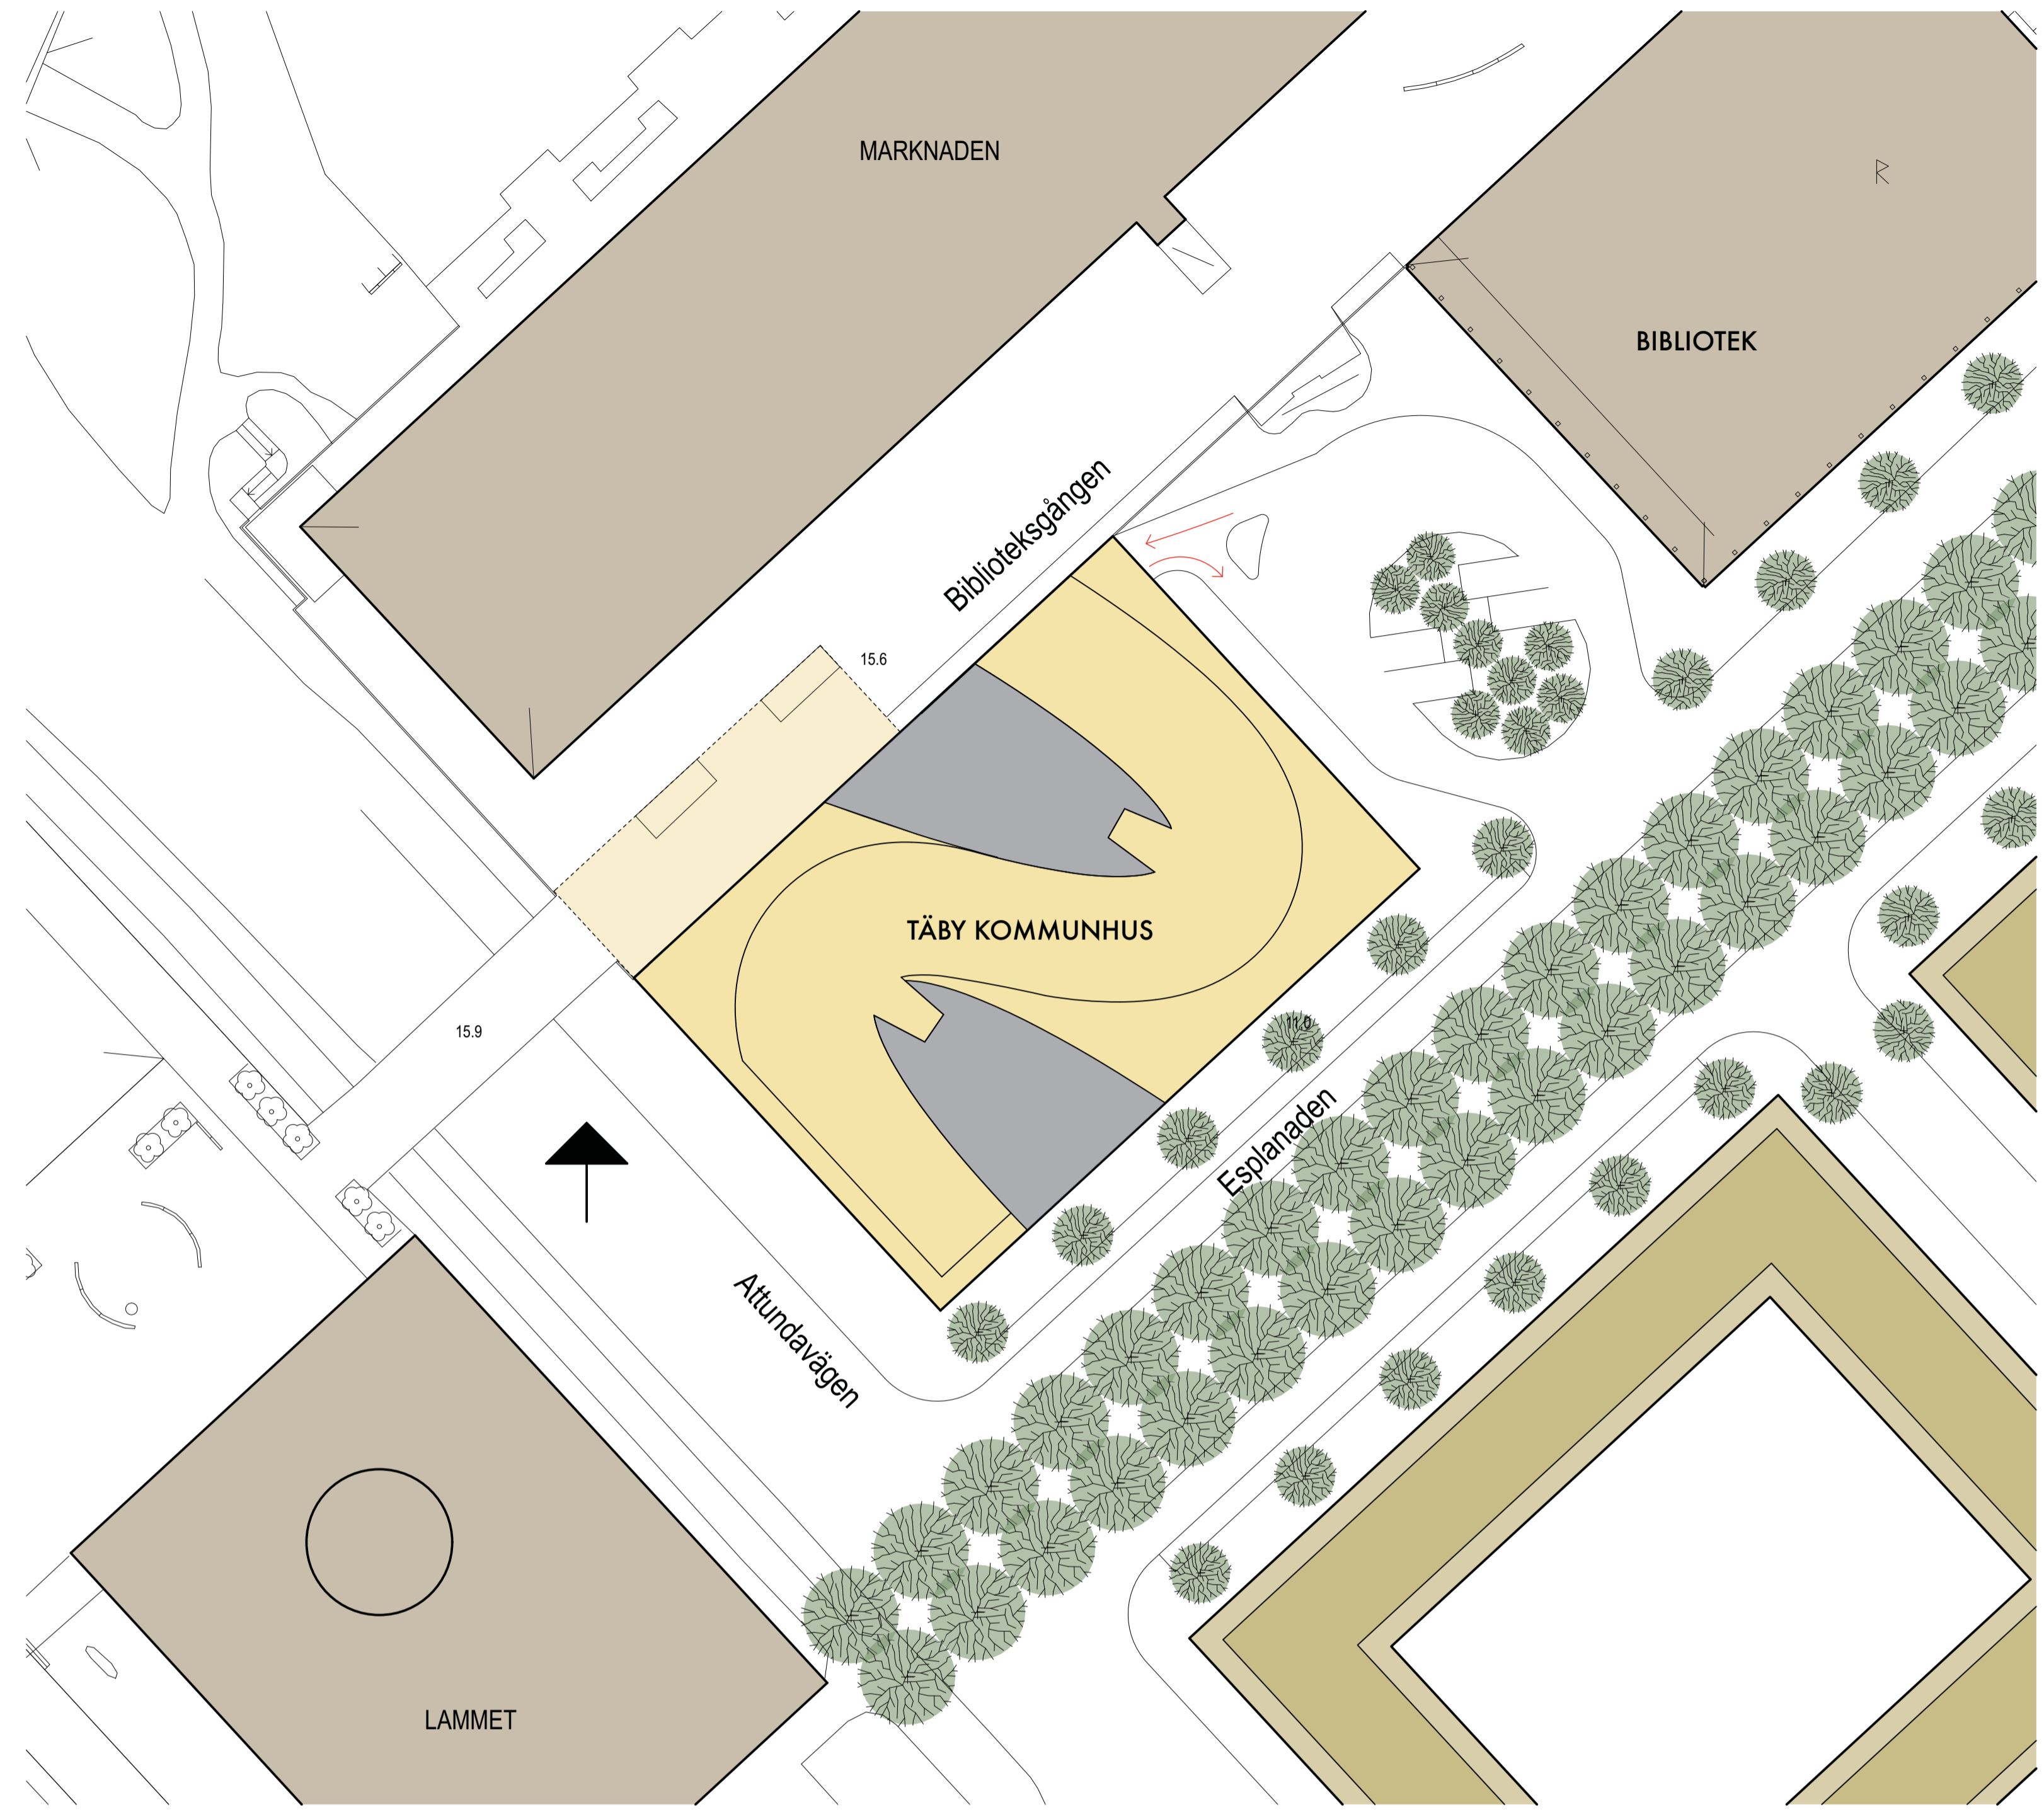 MARKNADEN
R
BIBLIOTEK
Biblioteksgången
15.6
TÄBY KOMMUNHUS
15.9
11.0
Esplanaden
Attundavägen
LAMMET